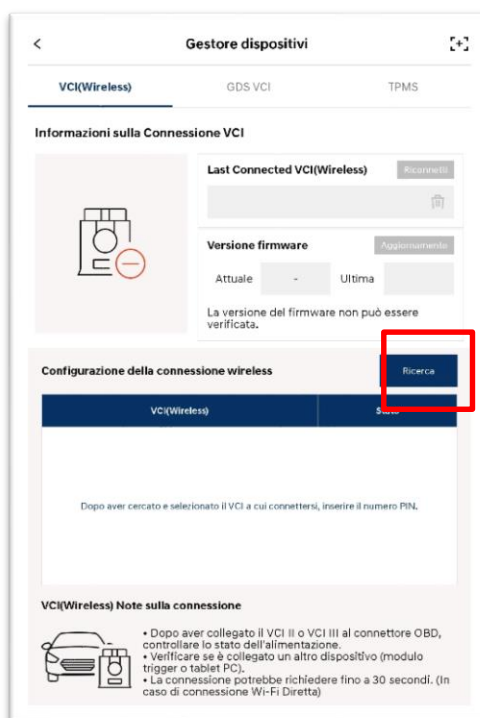 Gestore dispositivi
VCI(Wireless)
GDS VCI
TPMS
Informazioni sulla Connessione VCI
Last Connected VCI(Wireless)
Riconnetti
Versione firmware
Aggiornamento
Attuale
-
Ultima
La versione del firmware non può essere
verificata.
Configurazione della connessione wireless
Ricerca
VCI(Wireless)
Stato
Dopo aver cercato e selezionato il VCI a cui connettersi, inserire il numero PIN.
VCI(Wireless) Note sulla connessione
• Dopo aver collegato il VCI II o VCI III al connettore OBD,
controllare lo stato dell'alimentazione.
• Verificare se è collegato un altro dispositivo (modulo
trigger o tablet PC).
• La connessione potrebbe richiedere fino a 30 secondi. (In
caso di connessione Wi-Fi Diretta)